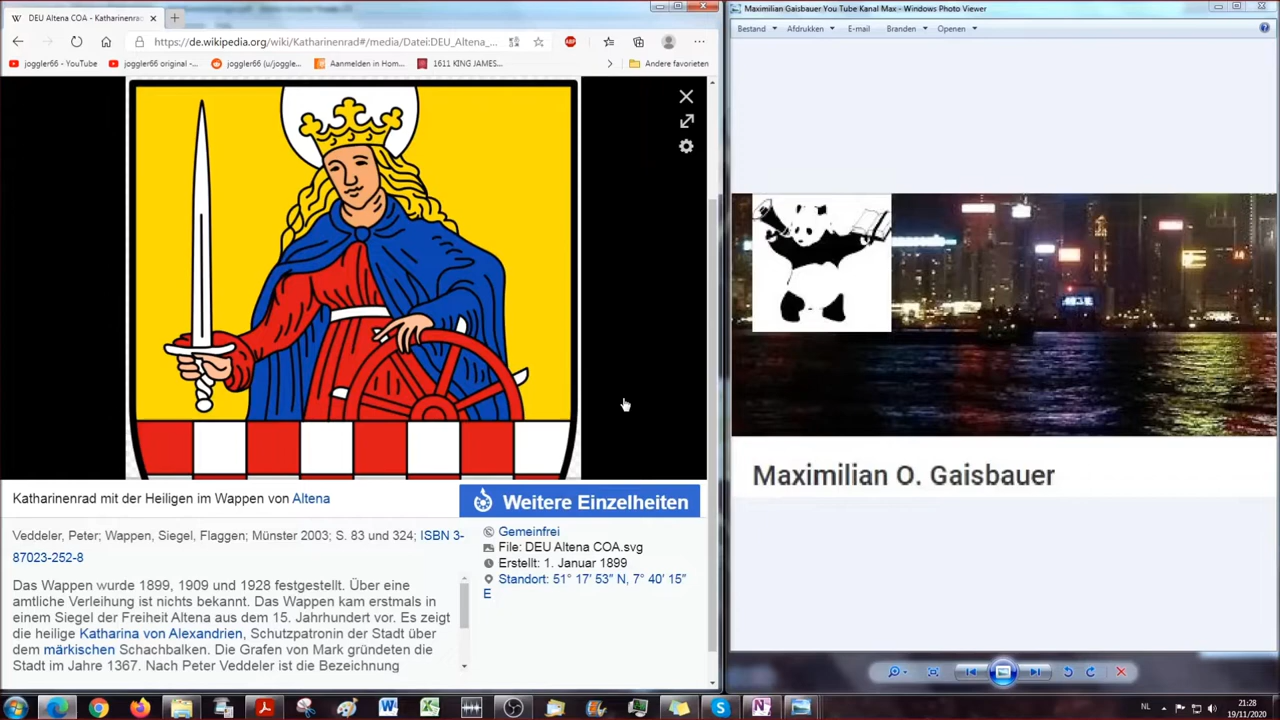 DEU Altena COA - Katharinenra
https://de.wikipedia.org/wiki/Katharinenrad#/media/Datei:DEU_Altena_...
joggler66 - YouTube
joggler66 original -...
joggler66 (u/joggle...
Aanmelden in Hom...
1611 KING JAMES...
Andere favorieten
Katharinenrad mit der Heiligen im Wappen von Altena
Weitere Einzelheiten
Veddeler, Peter; Wappen, Siegel, Flaggen; Münster 2003; S. 83 und 324; ISBN 3-
87023-252-8
Das Wappen wurde 1899, 1909 und 1928 festgestellt. Über eine
amtliche Verleihung ist nichts bekannt. Das Wappen kam erstmals in
einem Siegel der Freiheit Altena aus dem 15. Jahrhundert vor. Es zeigt
die heilige Katharina von Alexandrien, Schutzpatronin der Stadt über
dem märkischen Schachbalken. Die Grafen von Mark gründeten die
Stadt im Jahre 1367. Nach Peter Veddeler ist die Bezeichnung
Gemeinfrei
File: DEU Altena COA.svg
Erstellt: 1. Januar 1899
Standort: 51° 17′ 53″ N, 7° 40′ 15″
E
Maximilian Gaisbauer You Tube Kanal Max - Windows Photo Viewer
Bestand Afdrukken E-mail Branden Openen
Maximilian O. Gaisbauer
NL
21:28
19/11/2020